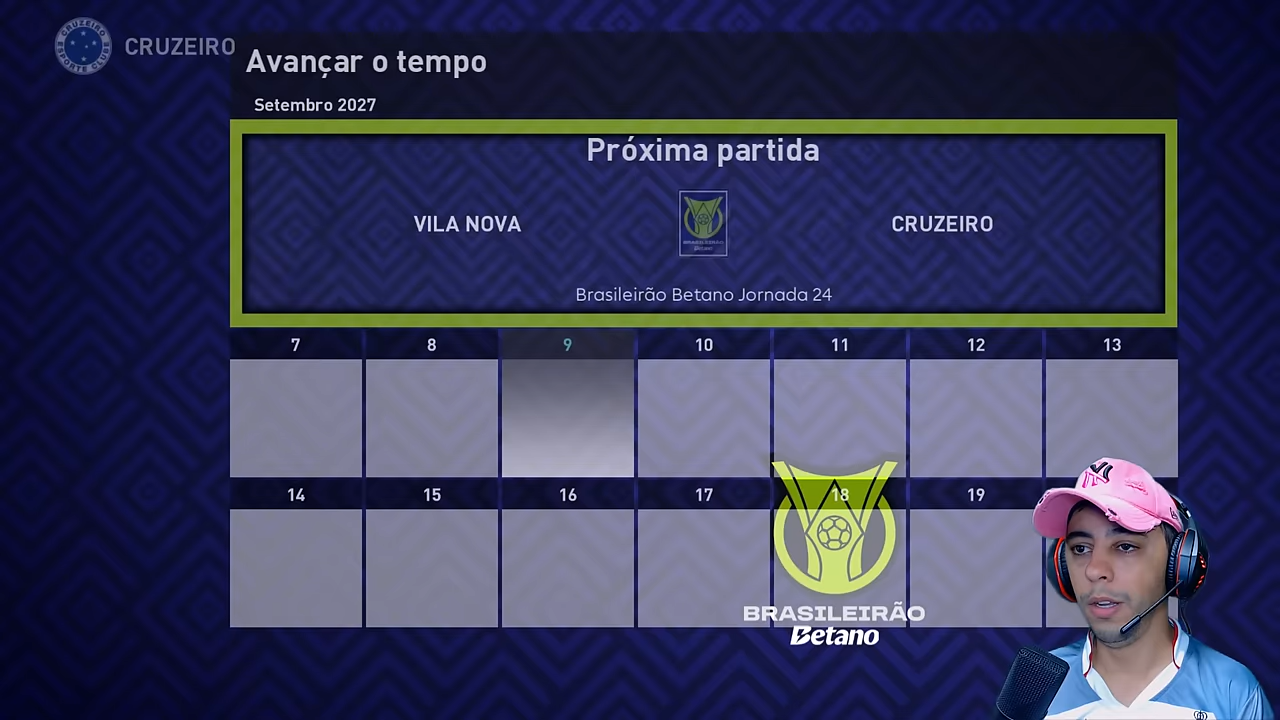 CRUZEIRO
Avançar o tempo
Setembro 2027
Próxima partida
VILA NOVA
CRUZEIRO
Brasileirão Betano Jornada 24
7 8 9 10 11 12 13
14 15 16 17 18 19
BRASILEIRÃO
Betano